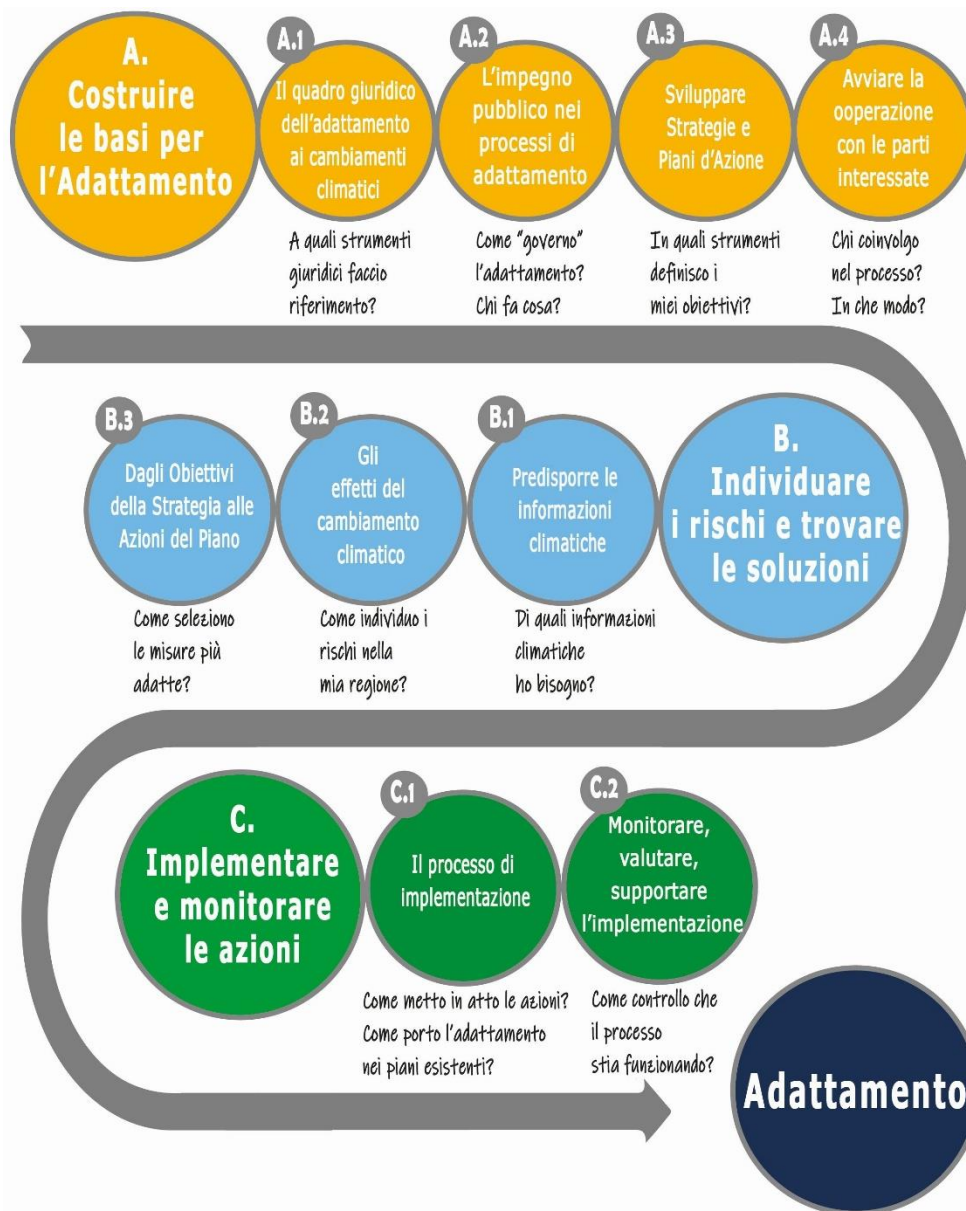 A.
Costruire
le basi per
l'Adattamento
A.1
Il quadro giuridico
dell'adattamento
ai cambiamenti
climatici
A quali strumenti
giuridici faccio
riferimento?
A.2
L'impegno
pubblico nei
processi di
adattamento
Come "governo"
l'adattamento?
Chi fa cosa?
A.3
Sviluppare
Strategie e
Piani d'Azione
In quali strumenti
definisco i
miei obiettivi?
A.4
Avviare la
ooperazione
con le parti
interessate
Chi coinvolgo
nel processo?
In che modo?
B.
Individuare
i rischi e trovare
le soluzioni
B.1
Predisporre le
informazioni
climatiche
Di quali informazioni
climatiche
ho bisogno?
B.2
Gli
effetti del
cambiamento
climatico
Come individuo i
rischi nella
mia regione?
B.3
Dagli Obiettivi
della Strategia alle
Azioni del Piano
Come seleziono
le misure più
adatte?
C.
Implementare
e monitorare
le azioni
C.1
Il processo di
implementazione
Come metto in atto le azioni?
Come porto l'adattamento
nei piani esistenti?
C.2
Monitorare,
valutare,
supportare
l'implementazione
Come controllo che
il processo
stia funzionando?
Adattamento